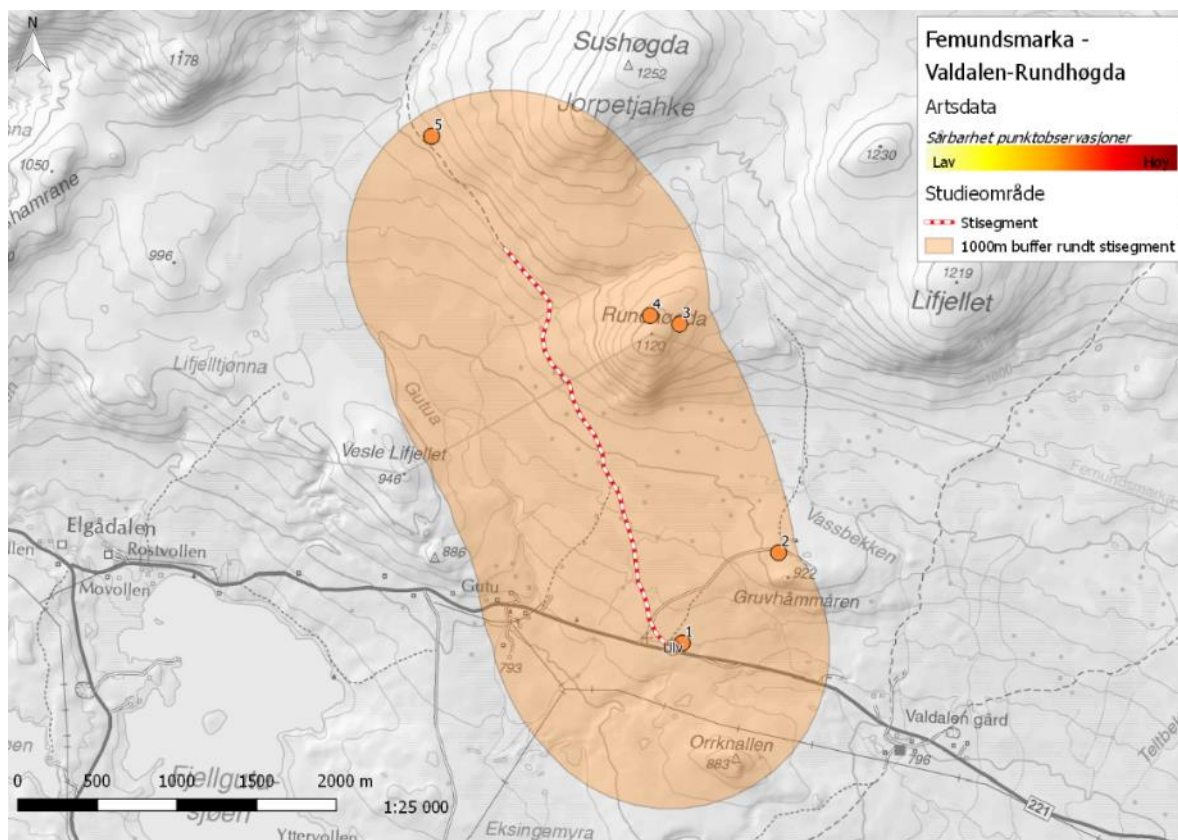 N
1178
Sushøgda
1252
Jorpetjahke
5
1050
996
1230
4
3
Rundhøgda
1120
1219
Lifjellet
Lifjelltjønna
Gutua
1000
Vesle Lifjellet
946
Femundsmarka
Elgådalen
Rostvollen
886
Vassbekken
2
922
Movollen
Gutu
Gruvhåmmåren
1
Ulv
793
Valdalen gård
Orrknallen
883
796
0 500 1000 1500 2000 m
1:25 000
221
Yttervollen
Eksingemyra
Femundsmarka -
Valdalen-Rundhøgda
Artsdata
Sårbarhet punktobservasjoner
Lav Høy
Studieområde
Stisegment
1000m buffer rundt stisegment